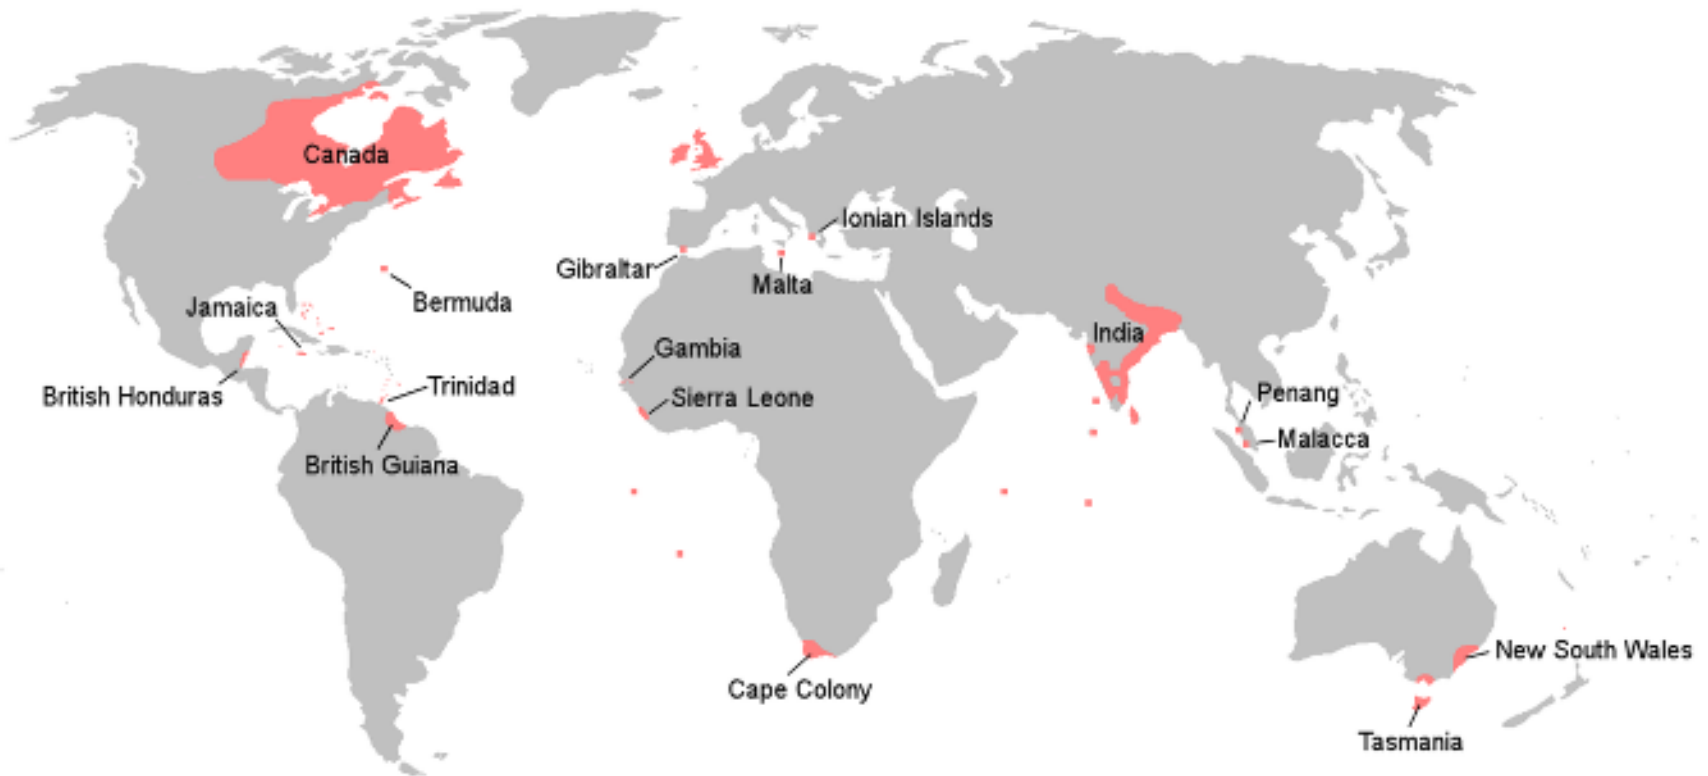 Canada
Ionian Islands
Gibraltar
Malta
Bermuda
Jamaica
India
Gambia
British Honduras
Trinidad
Sierra Leone
Penang
Malacca
British Guiana
New South Wales
Cape Colony
Tasmania